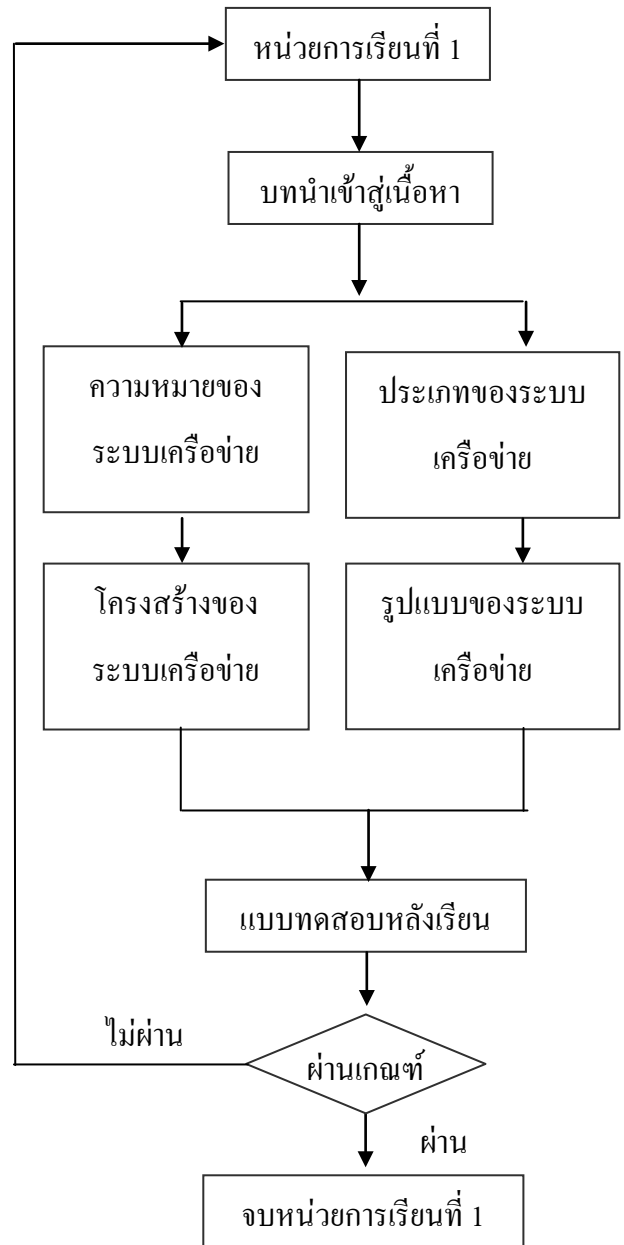 หน่วยการเรียนที่ 1
บทนำเข้าสู่เนื้อหา
ความหมายของ
ระบบเครือข่าย
ประเภทของระบบ
เครือข่าย
โครงสร้างของ
ระบบเครือข่าย
รูปแบบของระบบ
เครือข่าย
แบบทดสอบหลังเรียน
ไม่ผ่าน
ผ่านเกณฑ์
ผ่าน
จบหน่วยการเรียนที่ 1